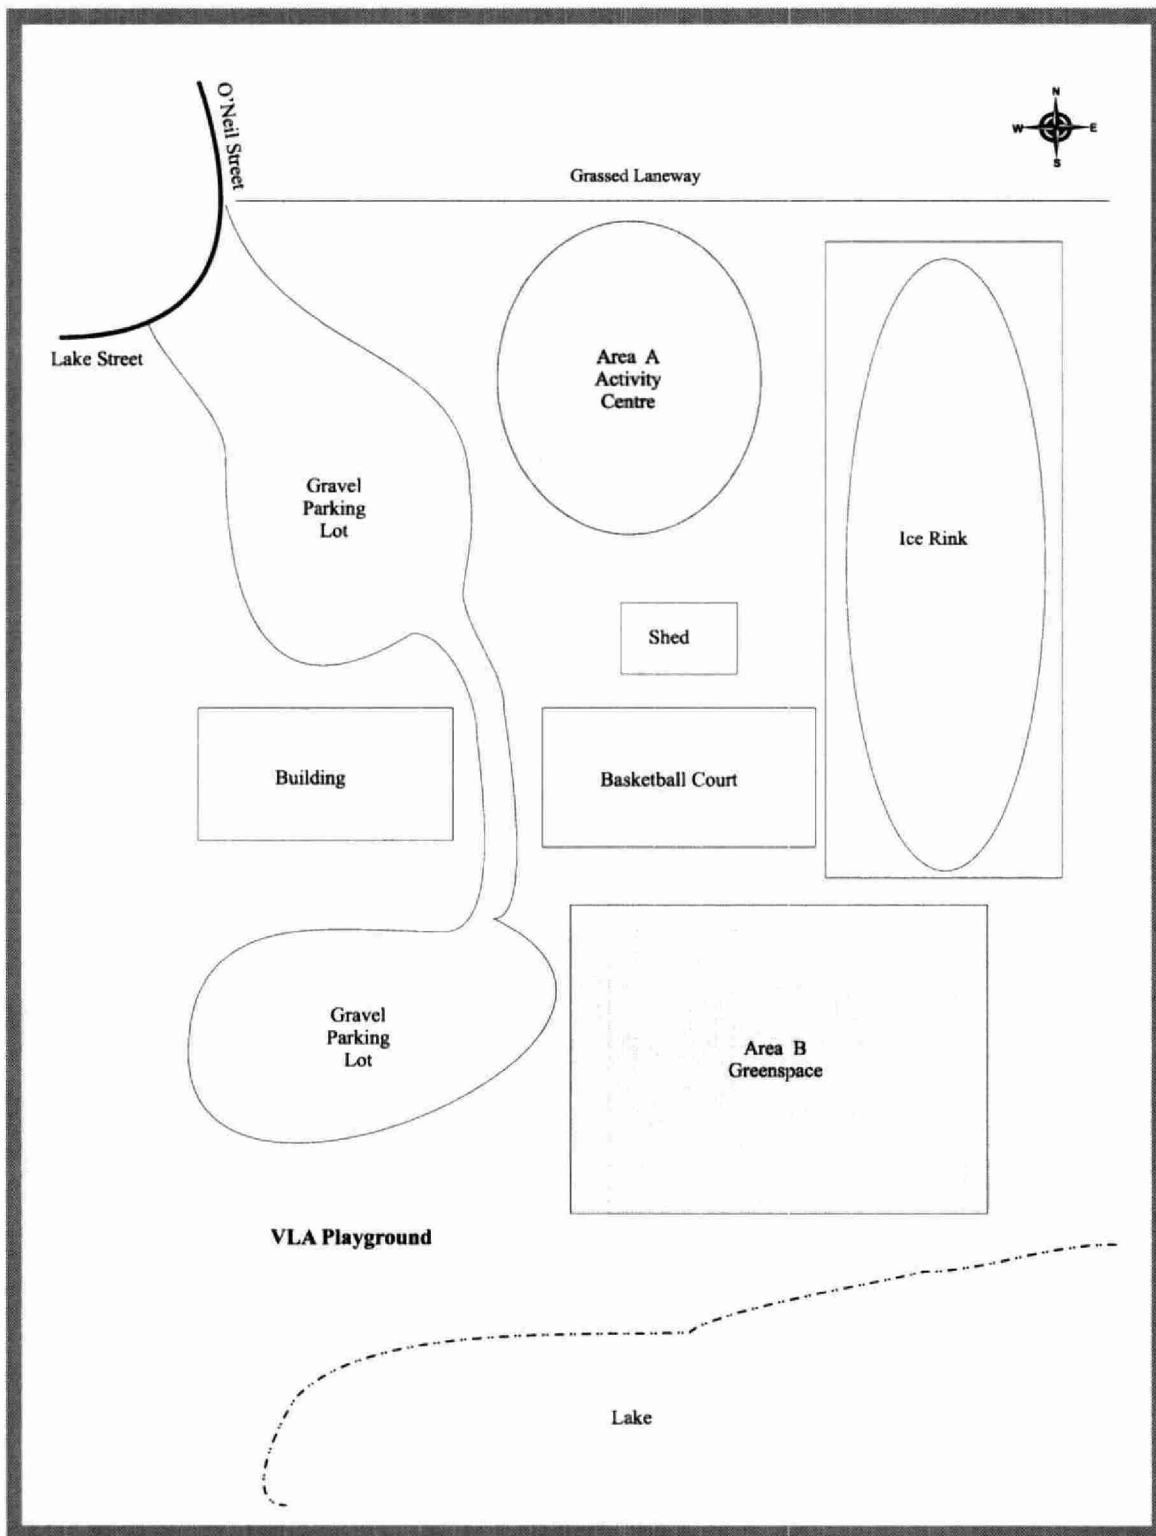 O'Neil Street
N
W
E
S
Grassed Laneway
Lake Street
Area A
Activity
Centre
Gravel
Parking
Lot
Ice Rink
Shed
Building
Basketball Court
Gravel
Parking
Lot
Area B
Greenspace
VLA Playground
Lake